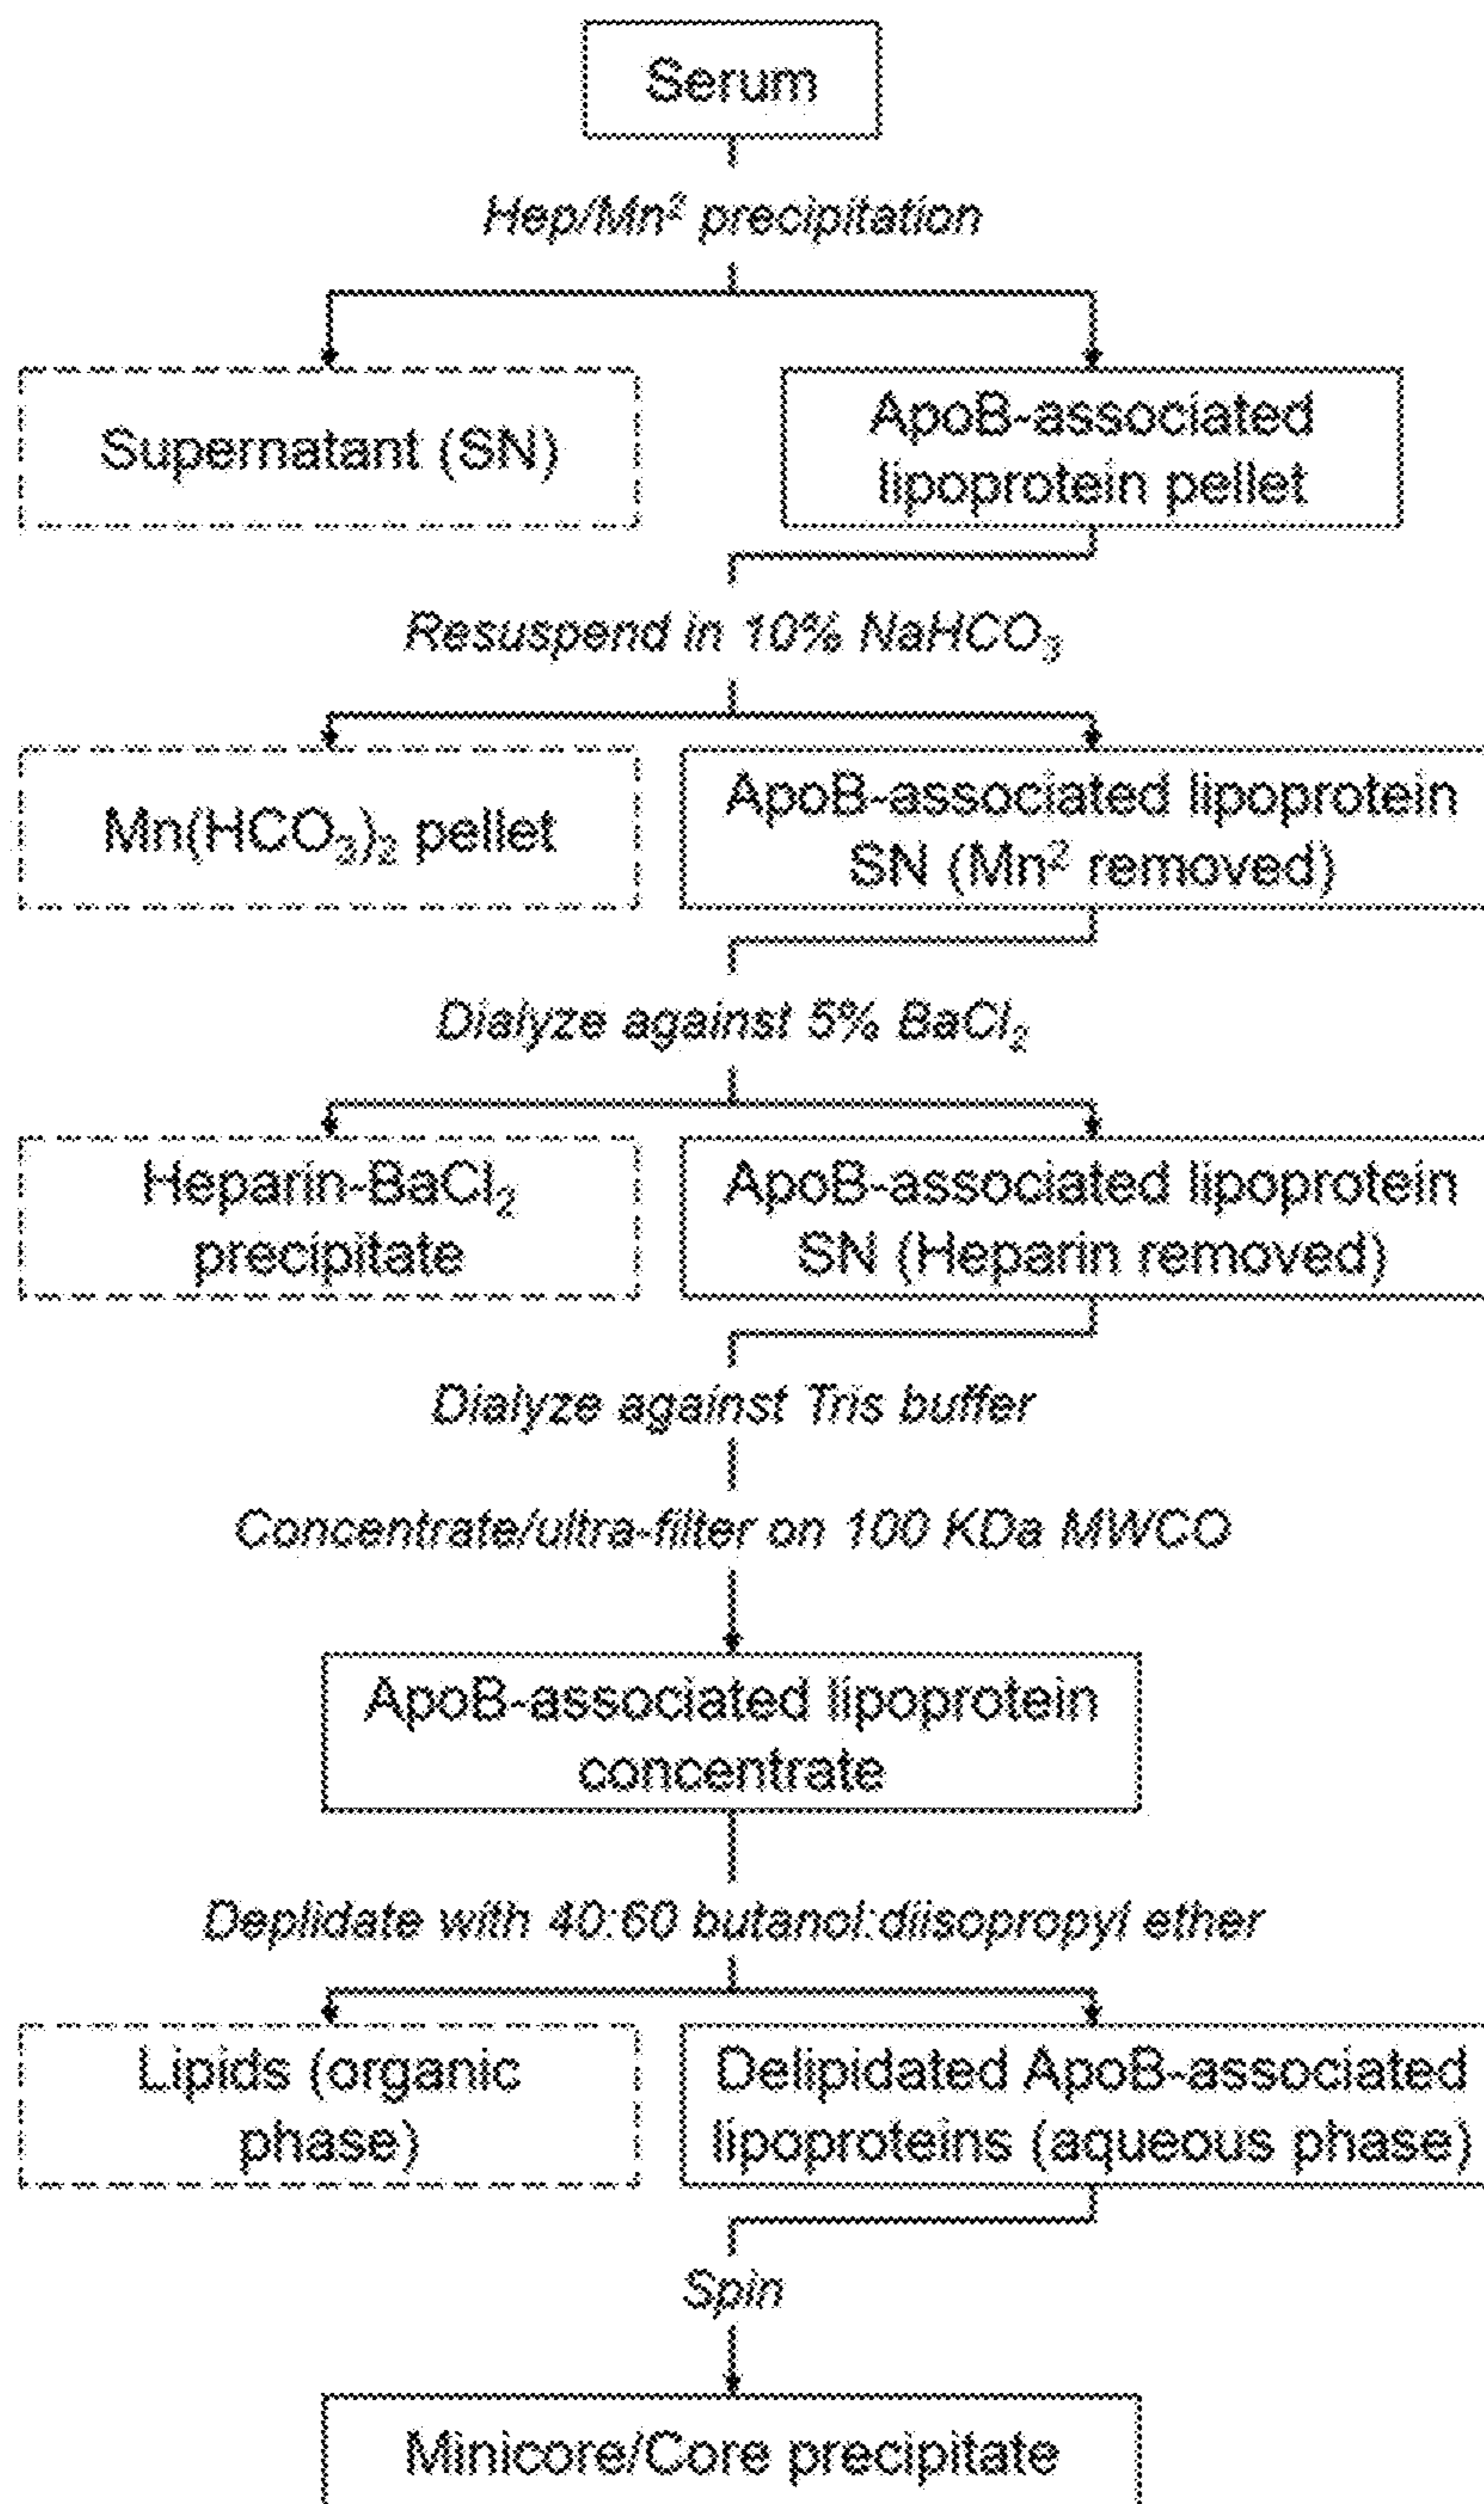 Serum
Hep/Mn² precipitation
Supernatant (SN)
ApoB-associated
lipoprotein pellet
Resuspend in 10% NaHCO₃
Mn(HCO₃)₂ pellet
ApoB-associated lipoprotein
SN (Mn² removed)
Dialyze against 5% BaCl₂
Heparin-BaCl₂
precipitate
ApoB-associated lipoprotein
SN (Heparin removed)
Dialyze against Tris buffer
Concentrate/ultra-filter on 100 KDa MWCO
ApoB-associated lipoprotein
concentrate
Deplidate with 40:60 butanol:diisopropyl ether
Lipids (organic
phase)
Delipidated ApoB-associated
lipoproteins (aqueous phase)
Spin
Minicore/Core precipitate